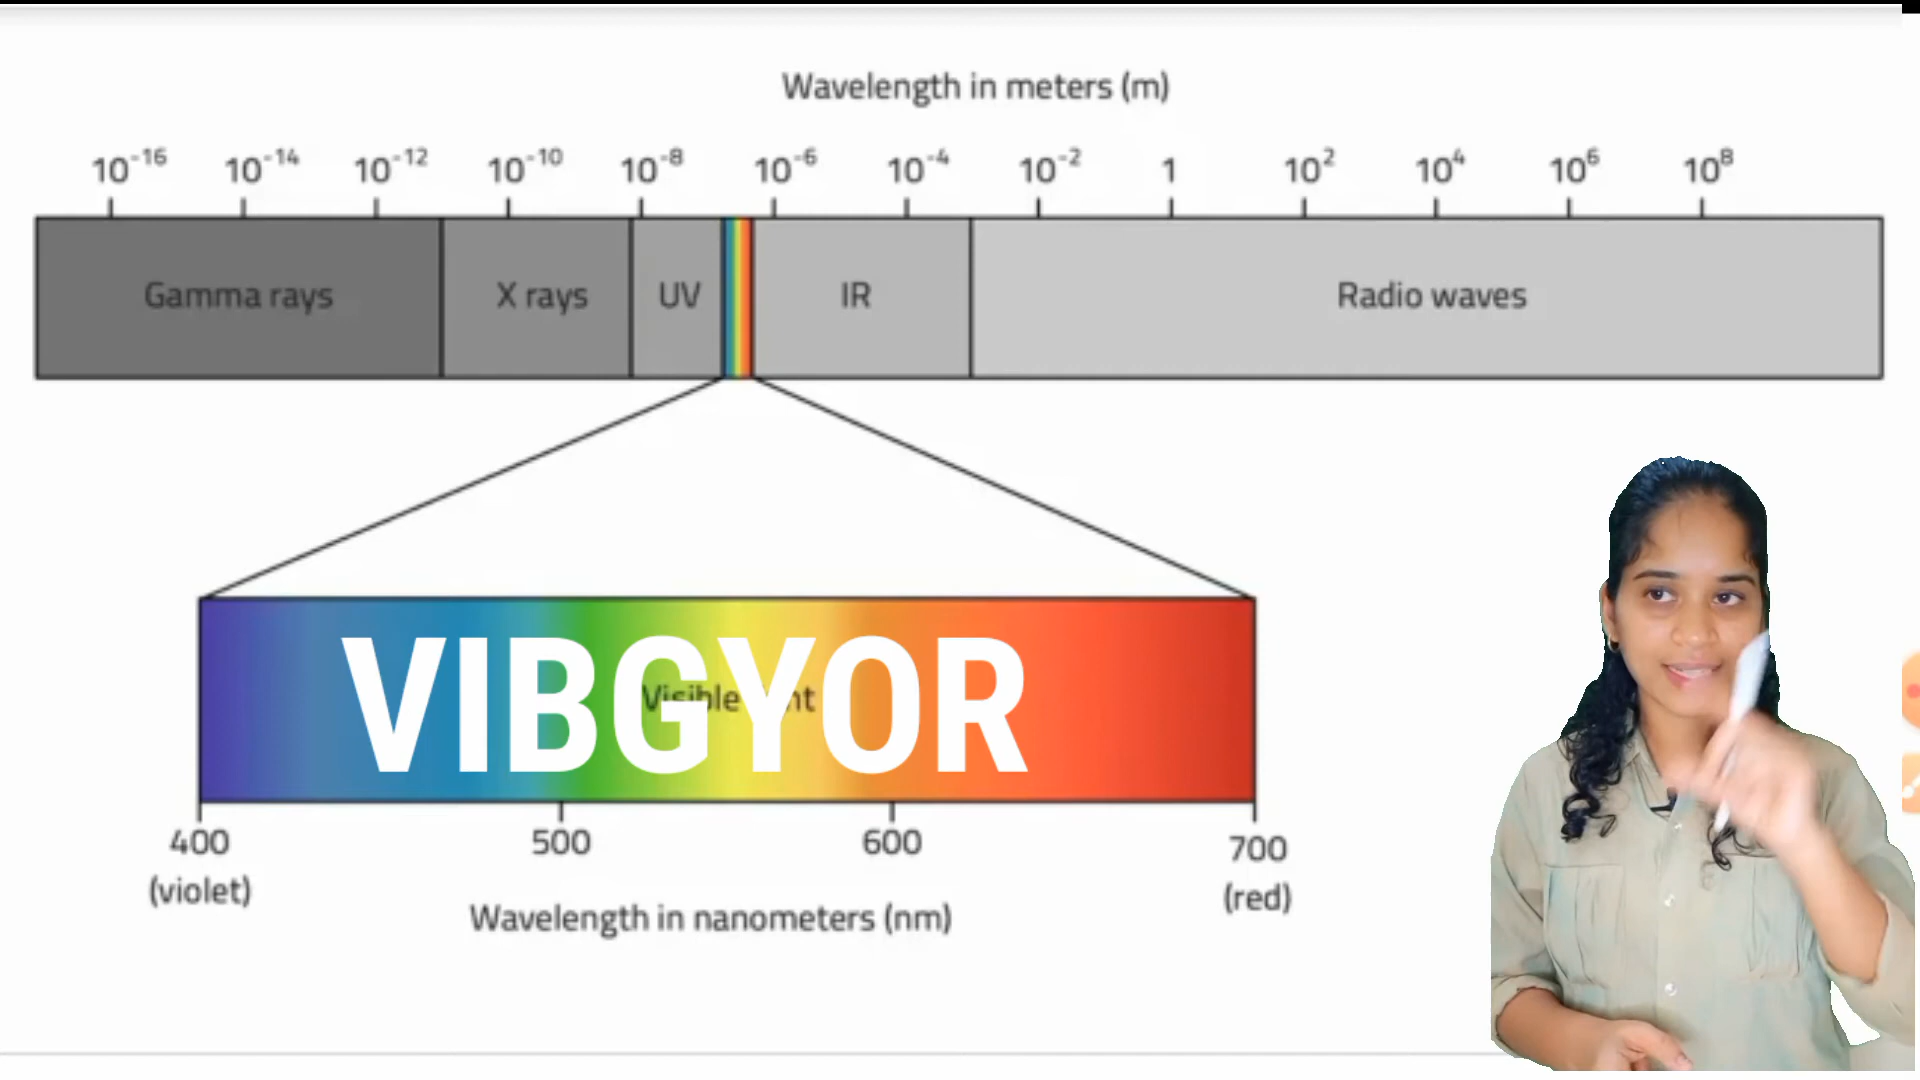 Wavelength in meters (m)
10⁻¹⁶ 10⁻¹⁴ 10⁻¹² 10⁻¹⁰ 10⁻⁸ 10⁻⁶ 10⁻⁴ 10⁻² 1 10² 10⁴ 10⁶ 10⁸
Gamma rays X rays UV IR Radio waves
VIBGYOR
Visible
400 500 600 700
(violet) (red)
Wavelength in nanometers (nm)